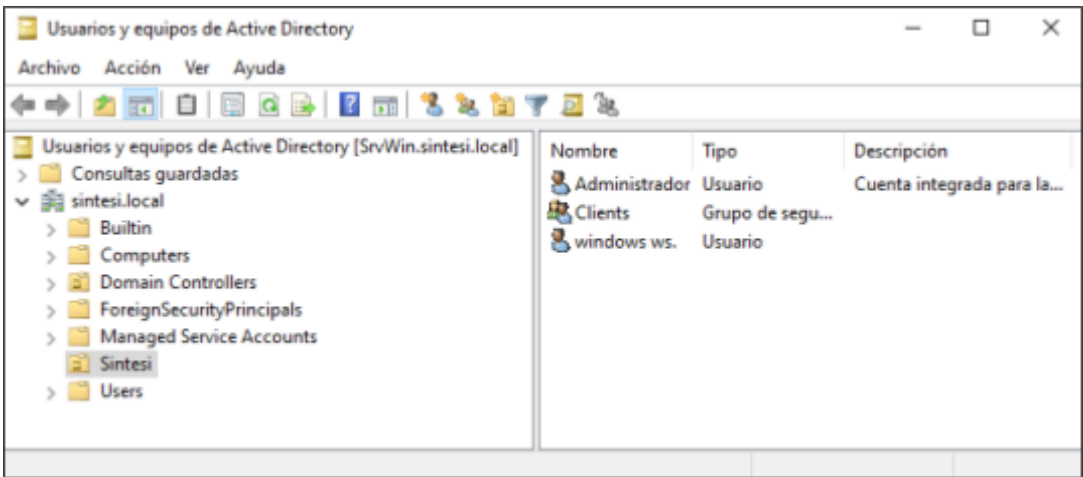 Usuarios y equipos de Active Directory
Archivo Acción Ver Ayuda
Usuarios y equipos de Active Directory [SrvWin.sintesi.local]
Consultas guardadas
sintesi.local
Builtin
Computers
Domain Controllers
ForeignSecurityPrincipals
Managed Service Accounts
Sintesi
Users
Nombre Tipo Descripción
Administrador Usuario Cuenta integrada para la...
Clients Grupo de segu...
windows ws. Usuario